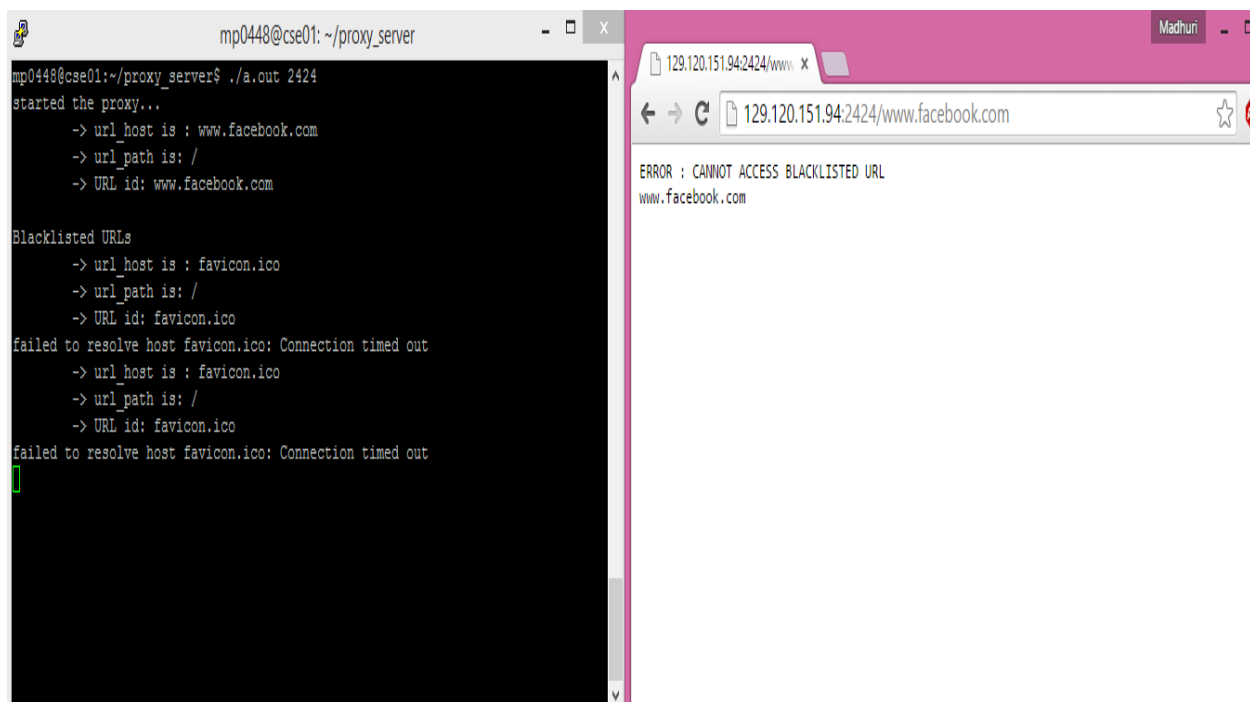 mp0448@cse01: ~/proxy_server
mp0448@cse01:~/proxy_server$ ./a.out 2424
started the proxy...
-> url_host is : www.facebook.com
-> url_path is: /
-> URL id: www.facebook.com
Blacklisted URLs
-> url_host is : favicon.ico
-> url_path is: /
-> URL id: favicon.ico
failed to resolve host favicon.ico: Connection timed out
-> url_host is : favicon.ico
-> url_path is: /
-> URL id: favicon.ico
failed to resolve host favicon.ico: Connection timed out
Madhuri
129.120.151.94:2424/www
129.120.151.94:2424/www.facebook.com
ERROR : CANNOT ACCESS BLACKLISTED URL
www.facebook.com